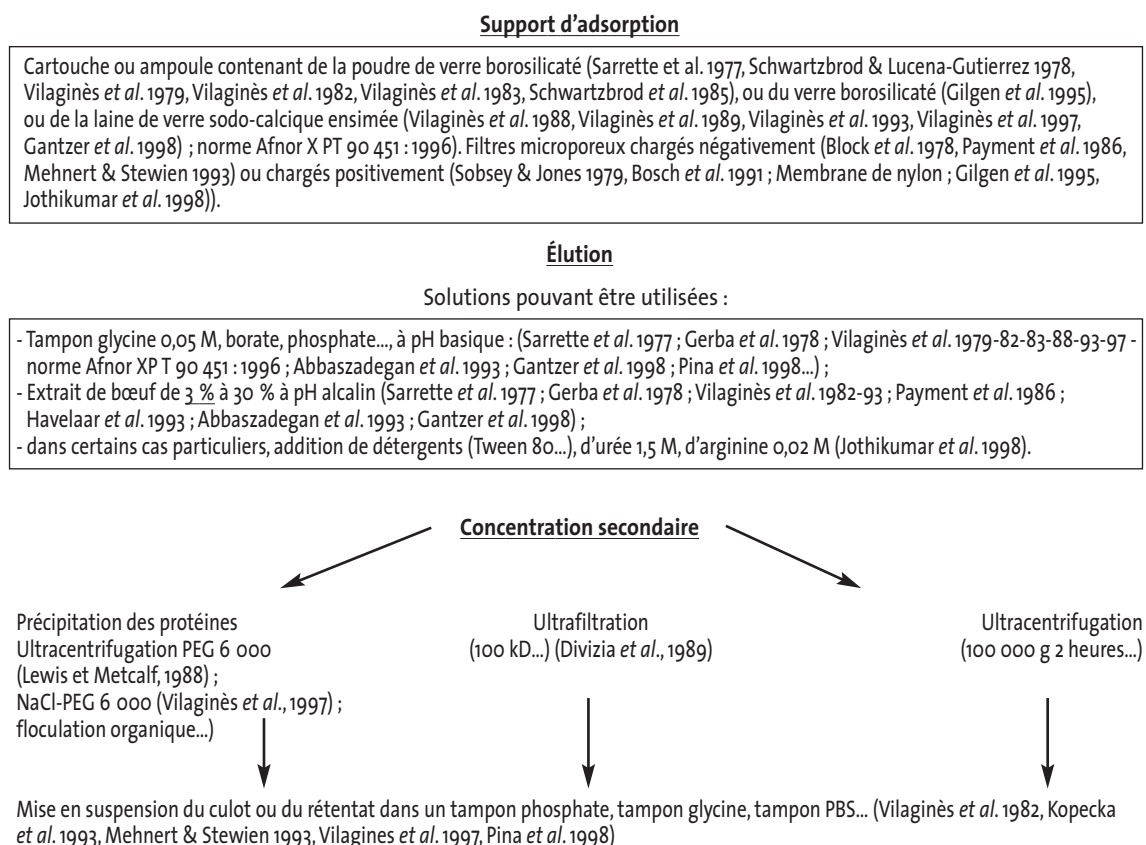 Support d'adsorption
Cartouche ou ampoule contenant de la poudre de verre borosilicaté (Sarrette et al. 1977, Schwartzbrod & Lucena-Gutierrez 1978,
Vilaginès et al. 1979, Vilaginès et al. 1982, Vilaginès et al. 1983, Schwartzbrod et al. 1985), ou du verre borosilicaté (Gilgen et al. 1995),
ou de la laine de verre sodo-calcique ensimée (Vilaginès et al. 1988, Vilaginès et al. 1989, Vilaginès et al. 1993, Vilaginès et al. 1997,
Gantzer et al. 1998) ; norme Afnor X PT 90 451 : 1996). Filtres microporeux chargés négativement (Block et al. 1978, Payment et al. 1986,
Mehnert & Stewien 1993) ou chargés positivement (Sobsey & Jones 1979, Bosch et al. 1991 ; Membrane de nylon ; Gilgen et al. 1995,
Jothikumar et al. 1998)).
Élution
Solutions pouvant être utilisées :
- Tampon glycine 0,05 M, borate, phosphate..., à pH basique : (Sarrette et al. 1977 ; Gerba et al. 1978 ; Vilaginès et al. 1979-82-83-88-93-97 -
norme Afnor XP T 90 451 : 1996 ; Abbaszadegan et al. 1993 ; Gantzer et al. 1998 ; Pina et al. 1998...) ;
- Extrait de bœuf de 3 % à 30 % à pH alcalin (Sarrette et al. 1977 ; Gerba et al. 1978 ; Vilaginès et al. 1982-93 ; Payment et al. 1986 ;
Havelaar et al. 1993 ; Abbaszadegan et al. 1993 ; Gantzer et al. 1998) ;
- dans certains cas particuliers, addition de détergents (Tween 80...), d'urée 1,5 M, d'arginine 0,02 M (Jothikumar et al. 1998).
Concentration secondaire
Précipitation des protéines
Ultracentrifugation PEG 6 000
(Lewis et Metcalf, 1988) ;
NaCl-PEG 6 000 (Vilaginès et al., 1997) ;
floculation organique...)
Ultrafiltration
(100 kD...) (Divizia et al., 1989)
Ultracentrifugation
(100 000 g 2 heures...)
Mise en suspension du culot ou du rétentat dans un tampon phosphate, tampon glycine, tampon PBS... (Vilaginès et al. 1982, Kopecka
et al. 1993, Mehnert & Stewien 1993, Vilagines et al. 1997, Pina et al. 1998)